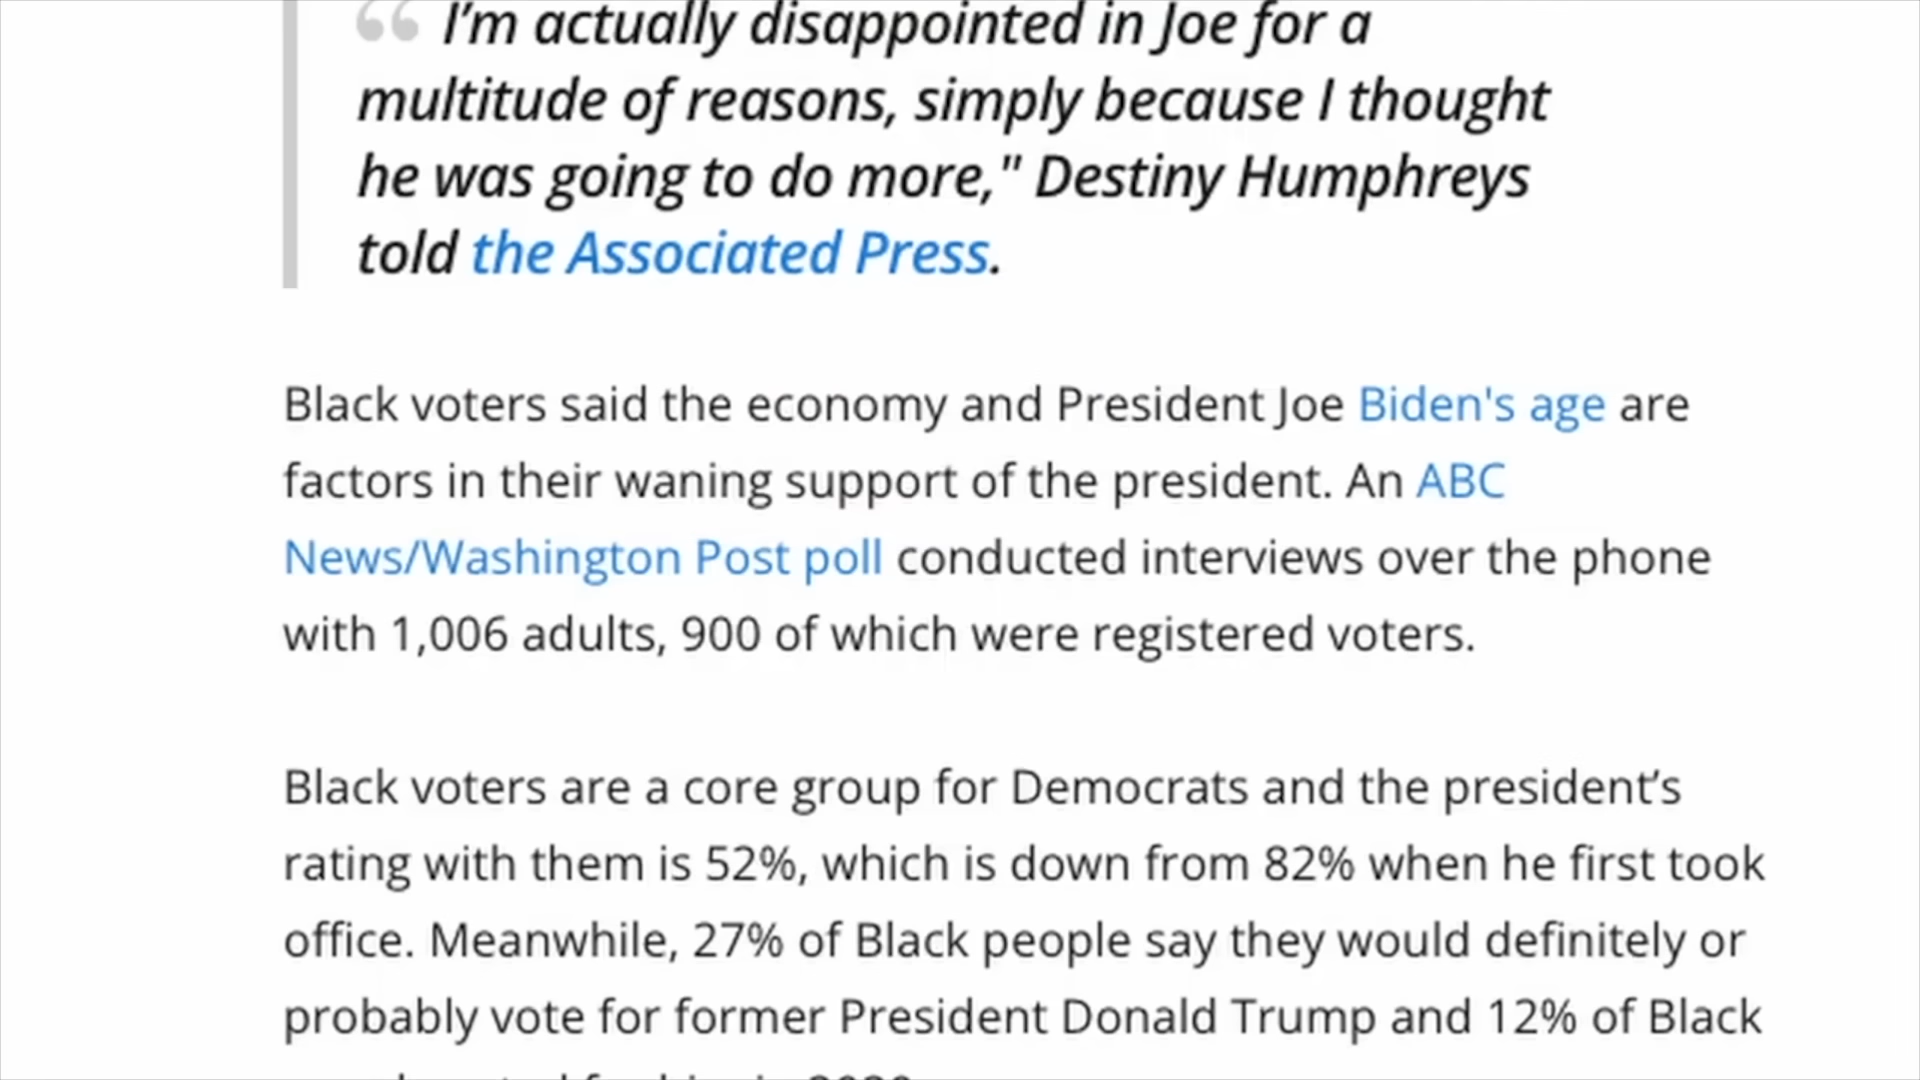 “ I’m actually disappointed in Joe for a
multitude of reasons, simply because I thought
he was going to do more," Destiny Humphreys
told the Associated Press.
Black voters said the economy and President Joe Biden's age are
factors in their waning support of the president. An ABC
News/Washington Post poll conducted interviews over the phone
with 1,006 adults, 900 of which were registered voters.
Black voters are a core group for Democrats and the president’s
rating with them is 52%, which is down from 82% when he first took
office. Meanwhile, 27% of Black people say they would definitely or
probably vote for former President Donald Trump and 12% of Black